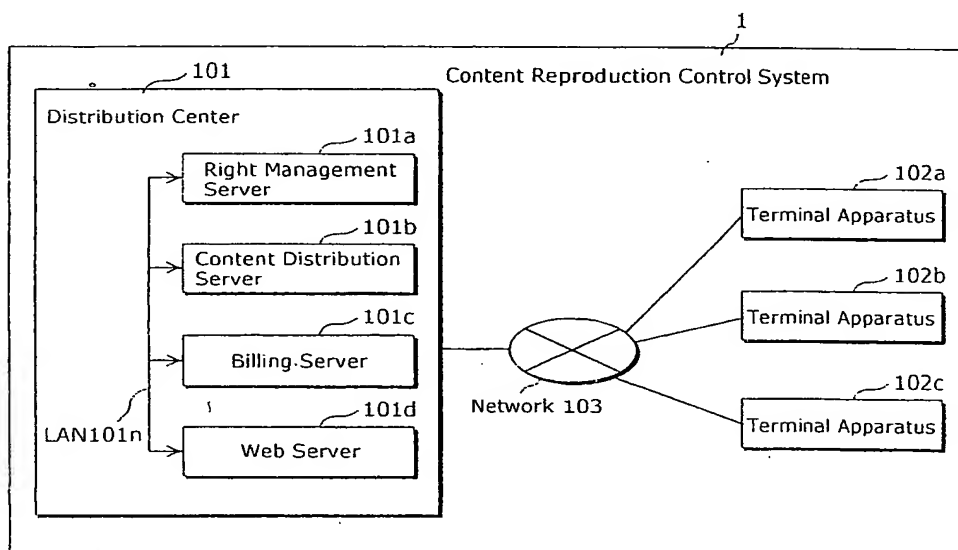 1
Content Reproduction Control System
101
Distribution Center
101a
Right Management
Server
101b
Content Distribution
Server
101c
Billing Server
101d
Web Server
LAN101n
Network 103
102a
Terminal Apparatus
102b
Terminal Apparatus
102c
Terminal Apparatus